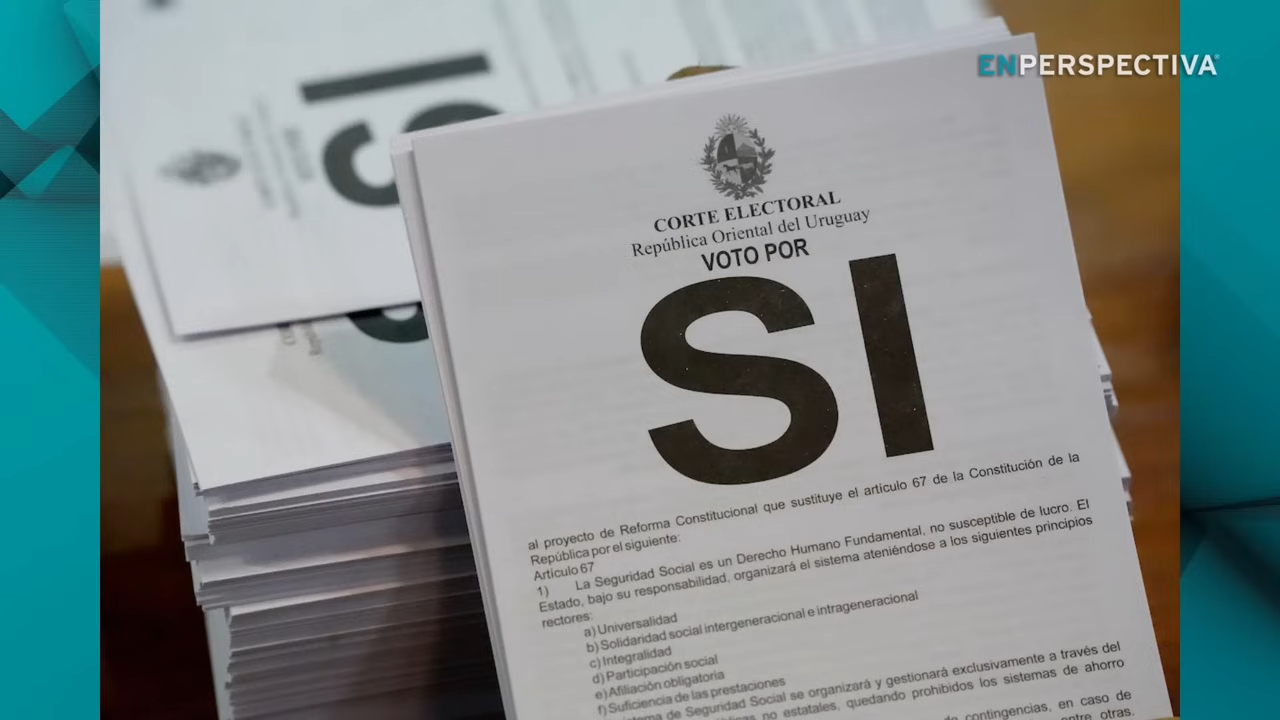 ENPERSPECTIVA
CORTE ELECTORAL
República Oriental del Uruguay
VOTO POR
SI
al proyecto de Reforma Constitucional que sustituye el artículo 67 de la Constitución de la
República por el siguiente:
Artículo 67
1) La Seguridad Social es un Derecho Humano Fundamental, no susceptible de lucro. El
Estado, bajo su responsabilidad, organizará el sistema ateniéndose a los siguientes principios
rectores:
a) Universalidad
b) Solidaridad social intergeneracional e intrageneracional
c) Integralidad
d) Participación social
e) Afiliación obligatoria
f) Suficiencia de las prestaciones
de Seguridad Social se organizará y gestionará exclusivamente a través del
no estatales, quedando prohibidos los sistemas de ahorro
de contingencias, en caso de
entre otras.
SI